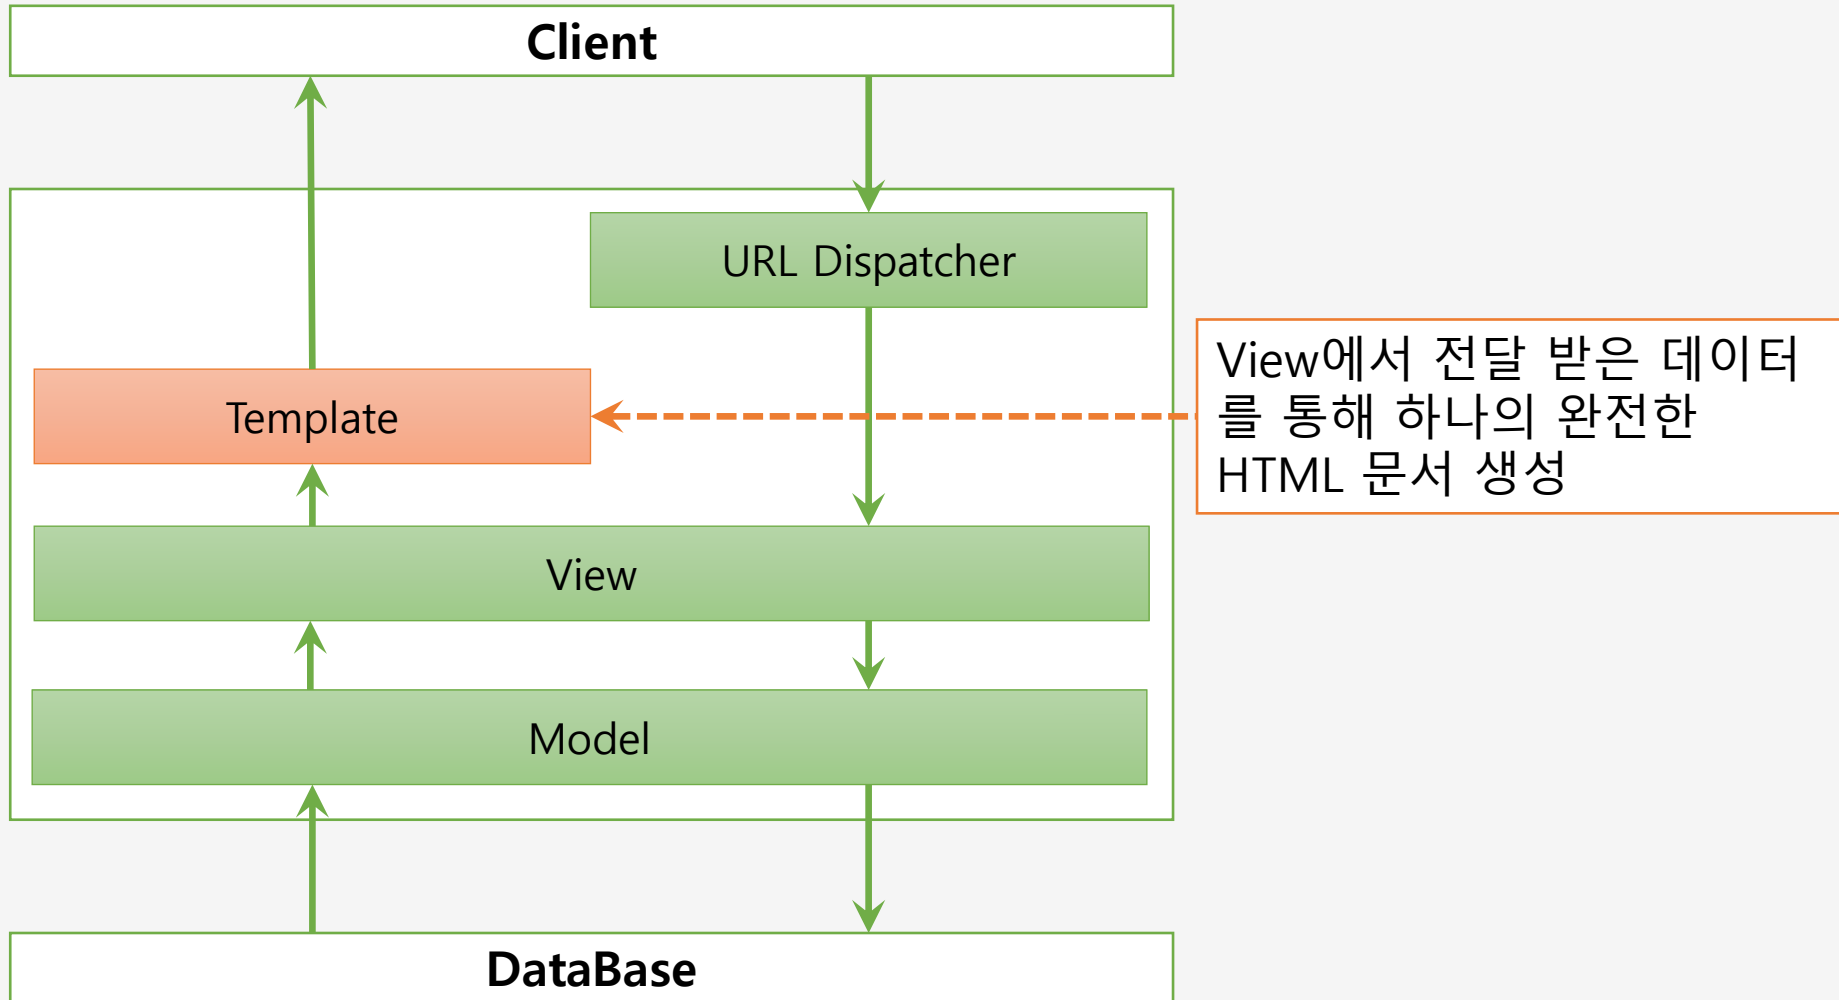 Client
URL Dispatcher
View에서 전달 받은 데이터
를 통해 하나의 완전한
HTML 문서 생성
Template
View
Model
DataBase